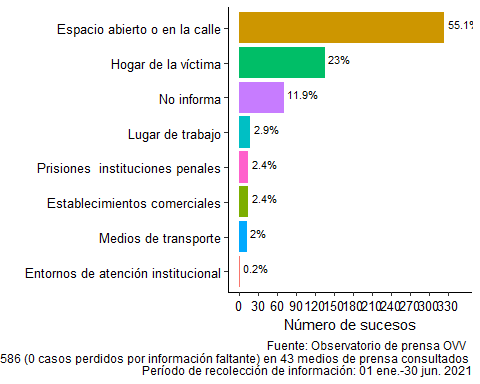 Espacio abierto o en la calle 55.1%
Hogar de la víctima 23%
No informa 11.9%
Lugar de trabajo 2.9%
Prisiones instituciones penales 2.4%
Establecimientos comerciales 2.4%
Medios de transporte 2%
Entornos de atención institucional 0.2%
0 30 60 90 120 150 180 210 240 270 300 330
Número de sucesos
Fuente: Observatorio de prensa OVV
586 (0 casos perdidos por información faltante) en 43 medios de prensa consultados
Período de recolección de información: 01 ene.-30 jun. 2021